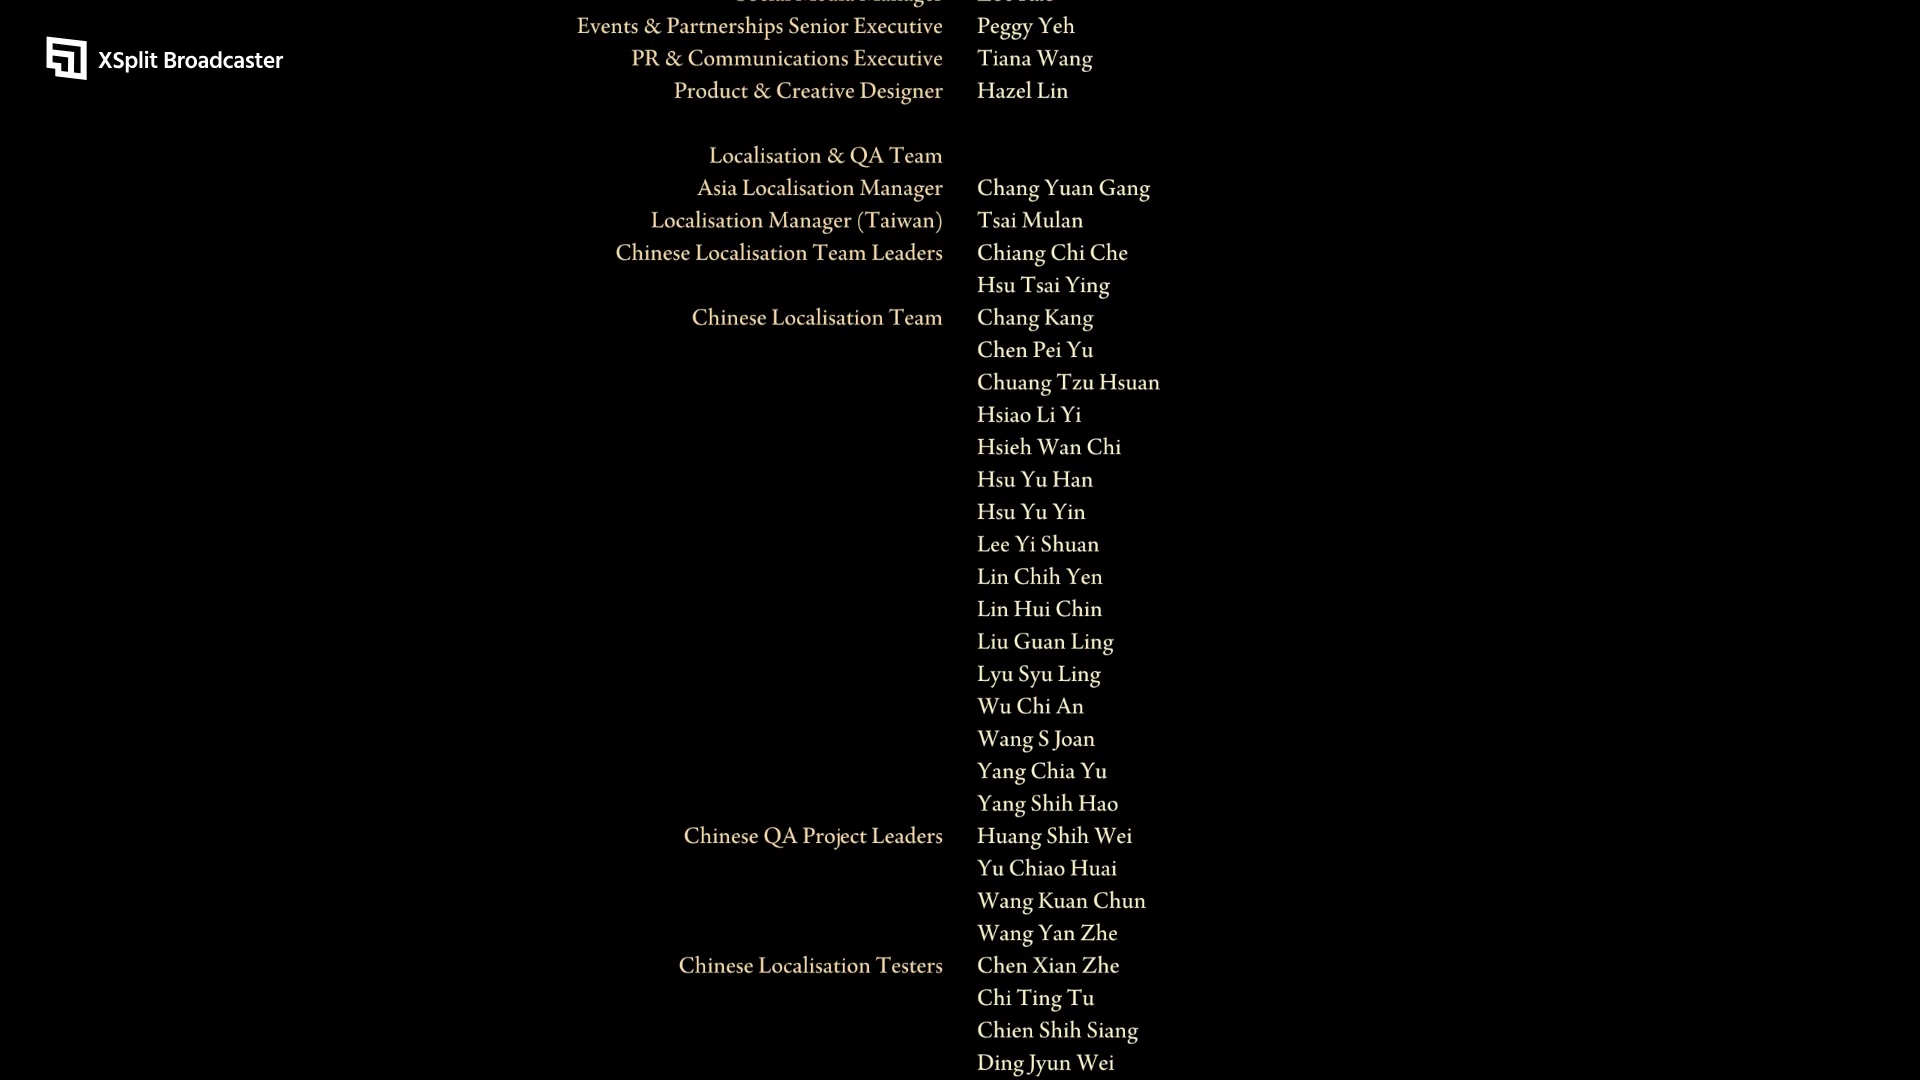 XSplit Broadcaster
Events & Partnerships Senior Executive Peggy Yeh
PR & Communications Executive Tiana Wang
Product & Creative Designer Hazel Lin
Localisation & QA Team
Asia Localisation Manager Chang Yuan Gang
Localisation Manager (Taiwan) Tsai Mulan
Chinese Localisation Team Leaders Chiang Chi Che
Hsu Tsai Ying
Chinese Localisation Team Chang Kang
Chen Pei Yu
Chuang Tzu Hsuan
Hsiao Li Yi
Hsieh Wan Chi
Hsu Yu Han
Hsu Yu Yin
Lee Yi Shuan
Lin Chih Yen
Lin Hui Chin
Liu Guan Ling
Lyu Syu Ling
Wu Chi An
Wang S Joan
Yang Chia Yu
Yang Shih Hao
Chinese QA Project Leaders Huang Shih Wei
Yu Chiao Huai
Wang Kuan Chun
Wang Yan Zhe
Chinese Localisation Testers Chen Xian Zhe
Chi Ting Tu
Chien Shih Siang
Ding Jyun Wei